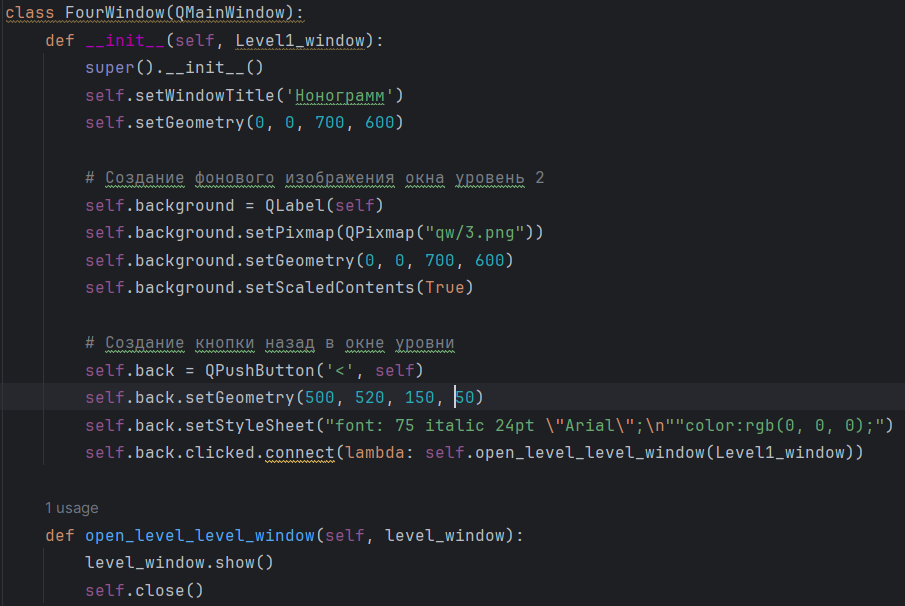 class FourWindow(QMainWindow):
    def __init__(self, Level1_window):
        super().__init__()
        self.setWindowTitle('Нонограмм')
        self.setGeometry(0, 0, 700, 600)

        # Создание фонового изображения окна уровень 2
        self.background = QLabel(self)
        self.background.setPixmap(QPixmap("qw/3.png"))
        self.background.setGeometry(0, 0, 700, 600)
        self.background.setScaledContents(True)

        # Создание кнопки назад в окне уровни
        self.back = QPushButton('<', self)
        self.back.setGeometry(500, 520, 150, 50)
        self.back.setStyleSheet("font: 75 italic 24pt \"Arial\";\n""color:rgb(0, 0, 0);")
        self.back.clicked.connect(lambda: self.open_level_level_window(Level1_window))

    1 usage
    def open_level_level_window(self, level_window):
        level_window.show()
        self.close()